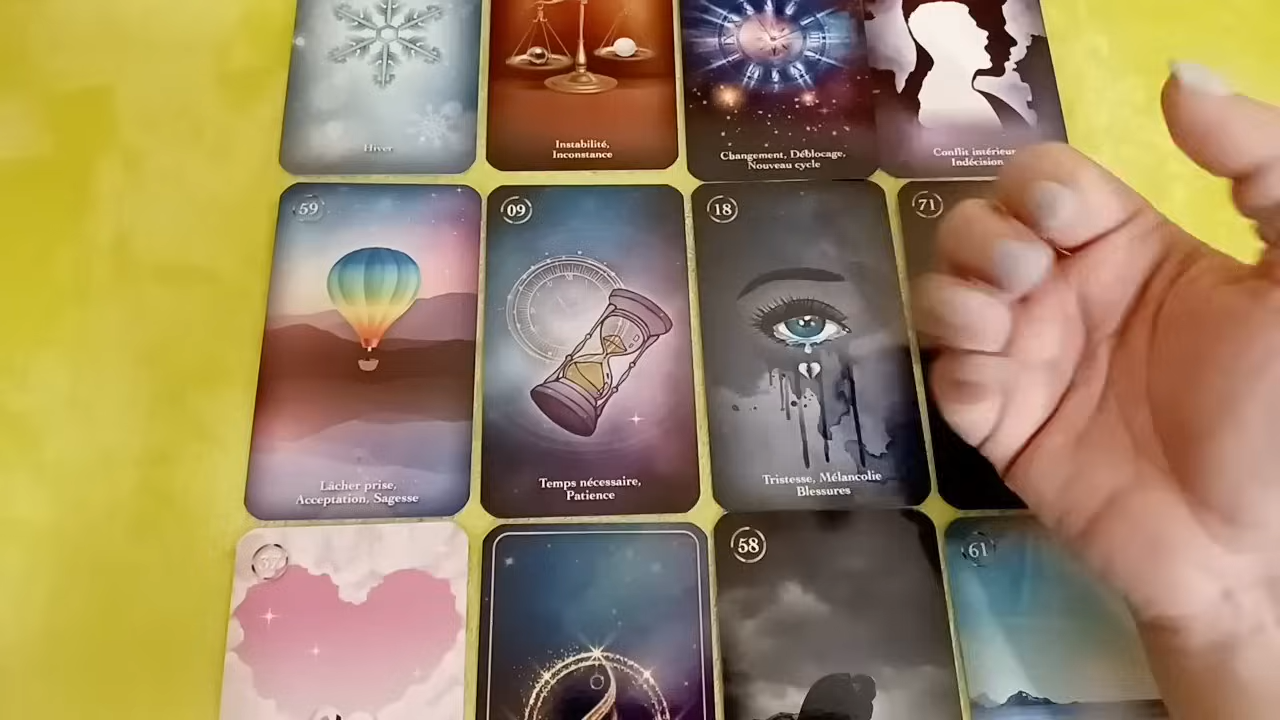 Hiver
Instabilité,
Inconstance
Changement, Déblocage,
Nouveau cycle
Conflit intérieur
Indécision
59
09
18
71
Lâcher prise,
Acceptation, Sagesse
Temps nécessaire,
Patience
Tristesse, Mélancolie
Blessures
37
58
61